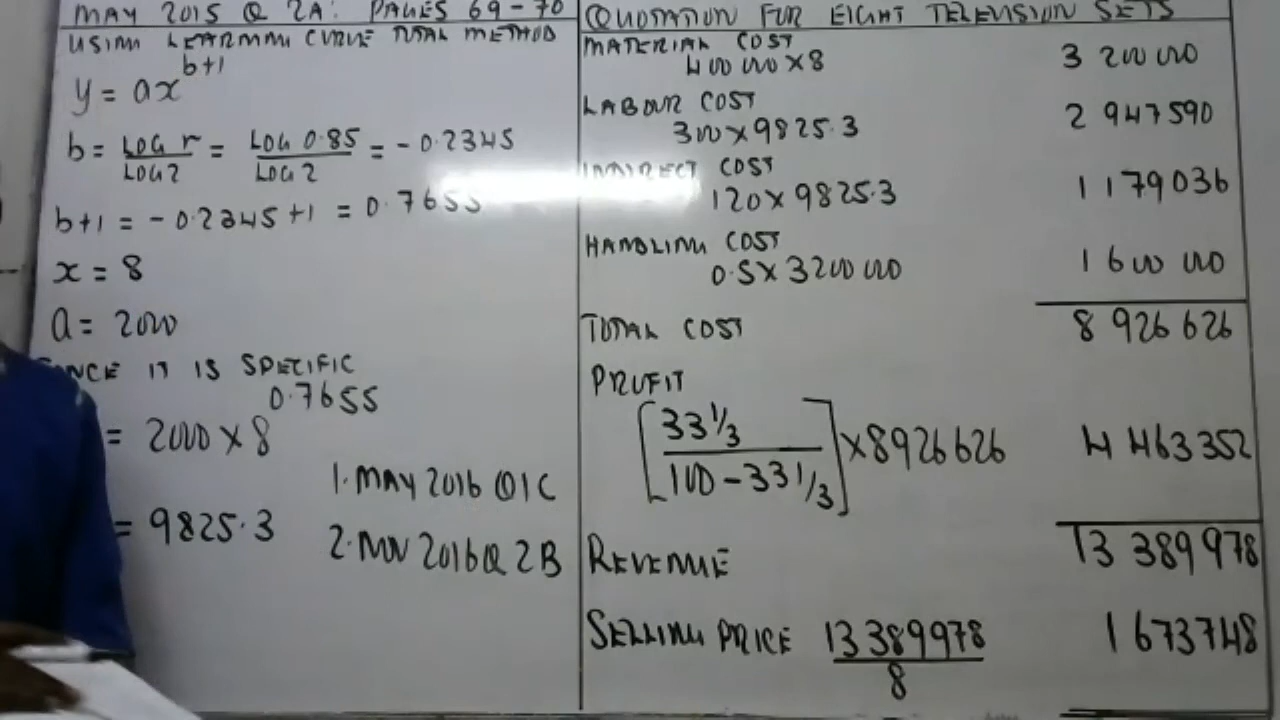 MAY 2015 Q 2A: PAGES 69-70
USING LEARNING CURVE TOTAL METHOD
y = ax^(b+1)
b = LOG r / LOG 2 = LOG 0.85 / LOG 2 = -0.2345
b+1 = -0.2345 + 1 = 0.7655
x = 8
a = 2000
SINCE IT IS SPECIFIC
= 2000 x 8^0.7655
= 9825.3
1. MAY 2016 Q1C
2. NOV 2016 Q 2B
QUOTATION FOR EIGHT TELEVISION SETS
MATERIAL COST
400 000 x 8 3 200 000
LABOUR COST
300 x 9825.3 2 947 590
INDIRECT COST
120 x 9825.3 1 179 036
HANDLING COST
0.5 x 3200 000 1 600 000
TOTAL COST 8 926 626
PROFIT
[33 1/3 / 100 - 33 1/3] x 8926626 4 463 352
REVENUE 13 389 978
SELLING PRICE 13 389978 / 8 1 673 748